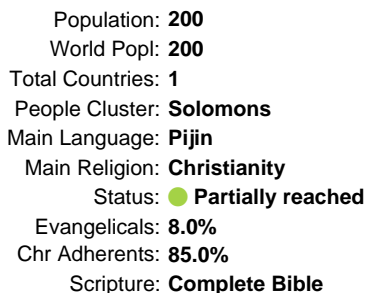 Population: 200
World Popl: 200
Total Countries: 1
People Cluster: Solomons
Main Language: Pijin
Main Religion: Christianity
Status: Partially reached
Evangelicals: 8.0%
Chr Adherents: 85.0%
Scripture: Complete Bible